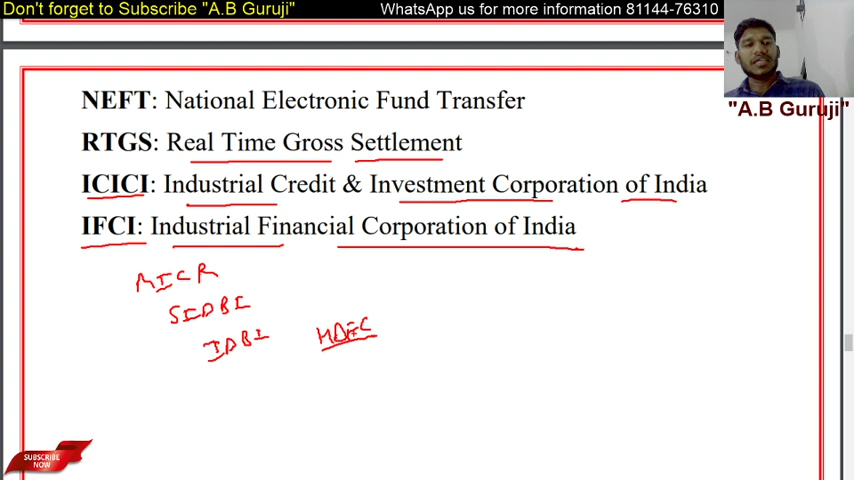 Don't forget to Subscribe "A.B Guruji"
WhatsApp us for more information 81144-76310
"A.B Guruji"
NEFT: National Electronic Fund Transfer
RTGS: Real Time Gross Settlement
ICICI: Industrial Credit & Investment Corporation of India
IFCI: Industrial Financial Corporation of India
MICR
SIDBI
IDBI
HDFC
SUBSCRIBE
NOW